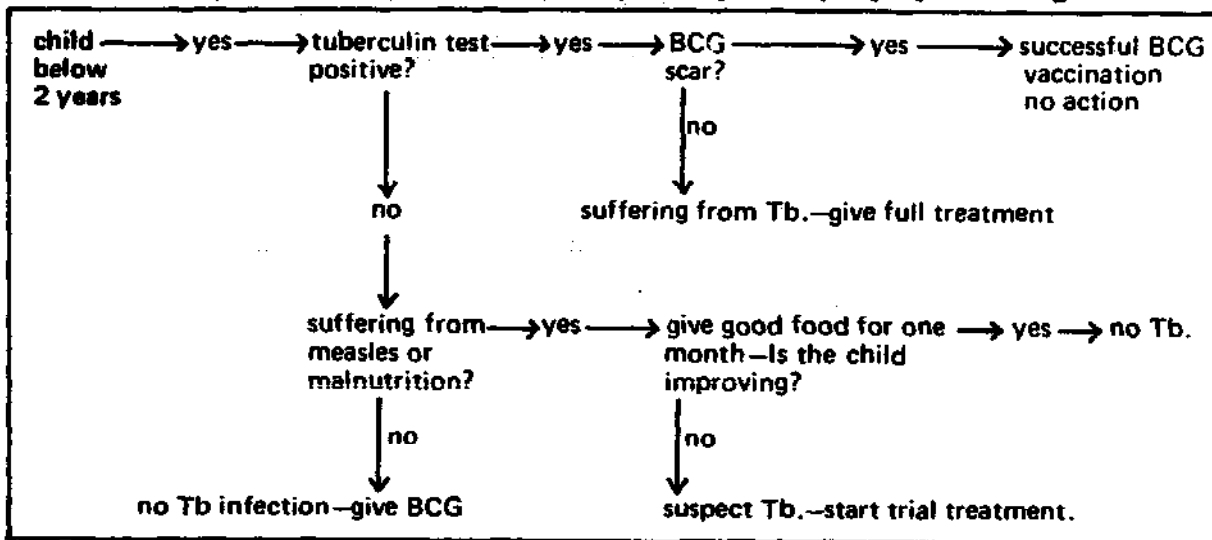 child → yes → tuberculin test → yes → BCG → yes → successful BCG
below positive? scar? vaccination
2 years no action
no
no suffering from Tb.—give full treatment
suffering from → yes → give good food for one → yes → no Tb.
measles or month—Is the child
malnutrition? improving?
no no
no Tb infection—give BCG suspect Tb.—start trial treatment.